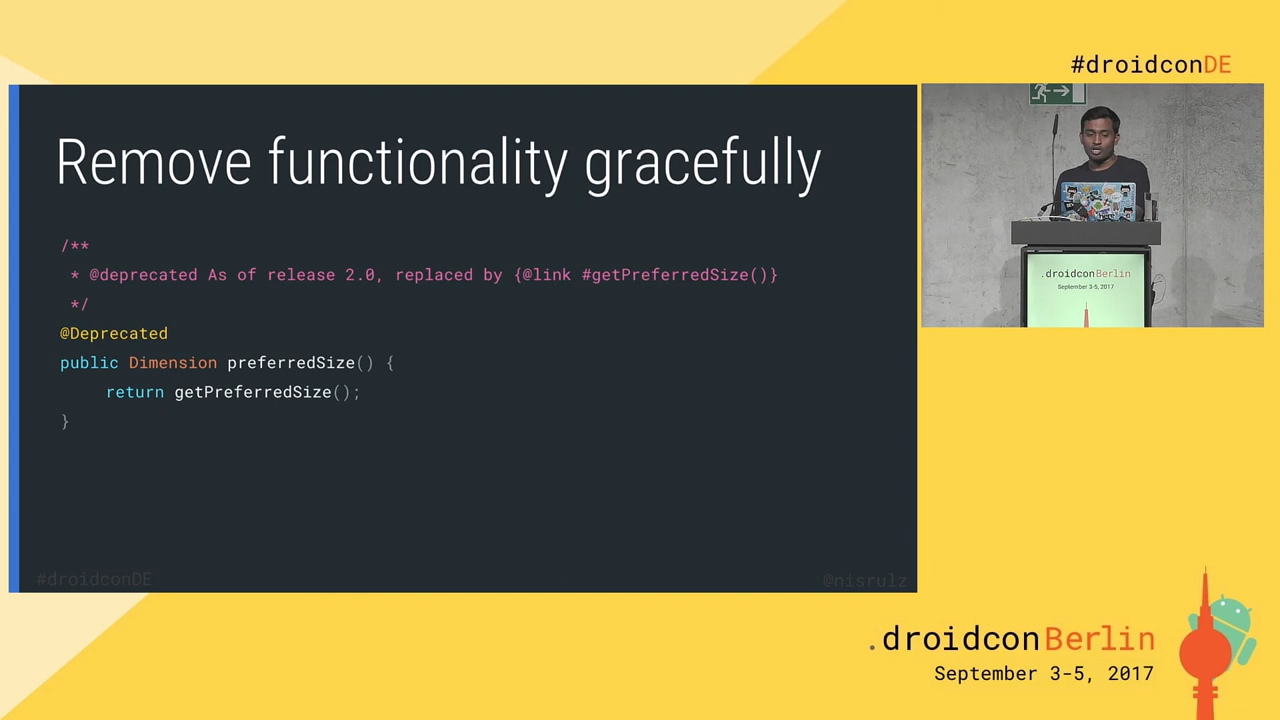 #droidconDE
Remove functionality gracefully
/**
* @deprecated As of release 2.0, replaced by {@link #getPreferredSize()}
*/
@Deprecated
public Dimension preferredSize() {
return getPreferredSize();
}
#droidconDE
@nisrulz
.droidconBerlin
September 3-5, 2017
.droidconBerlin
September 3-5, 2017